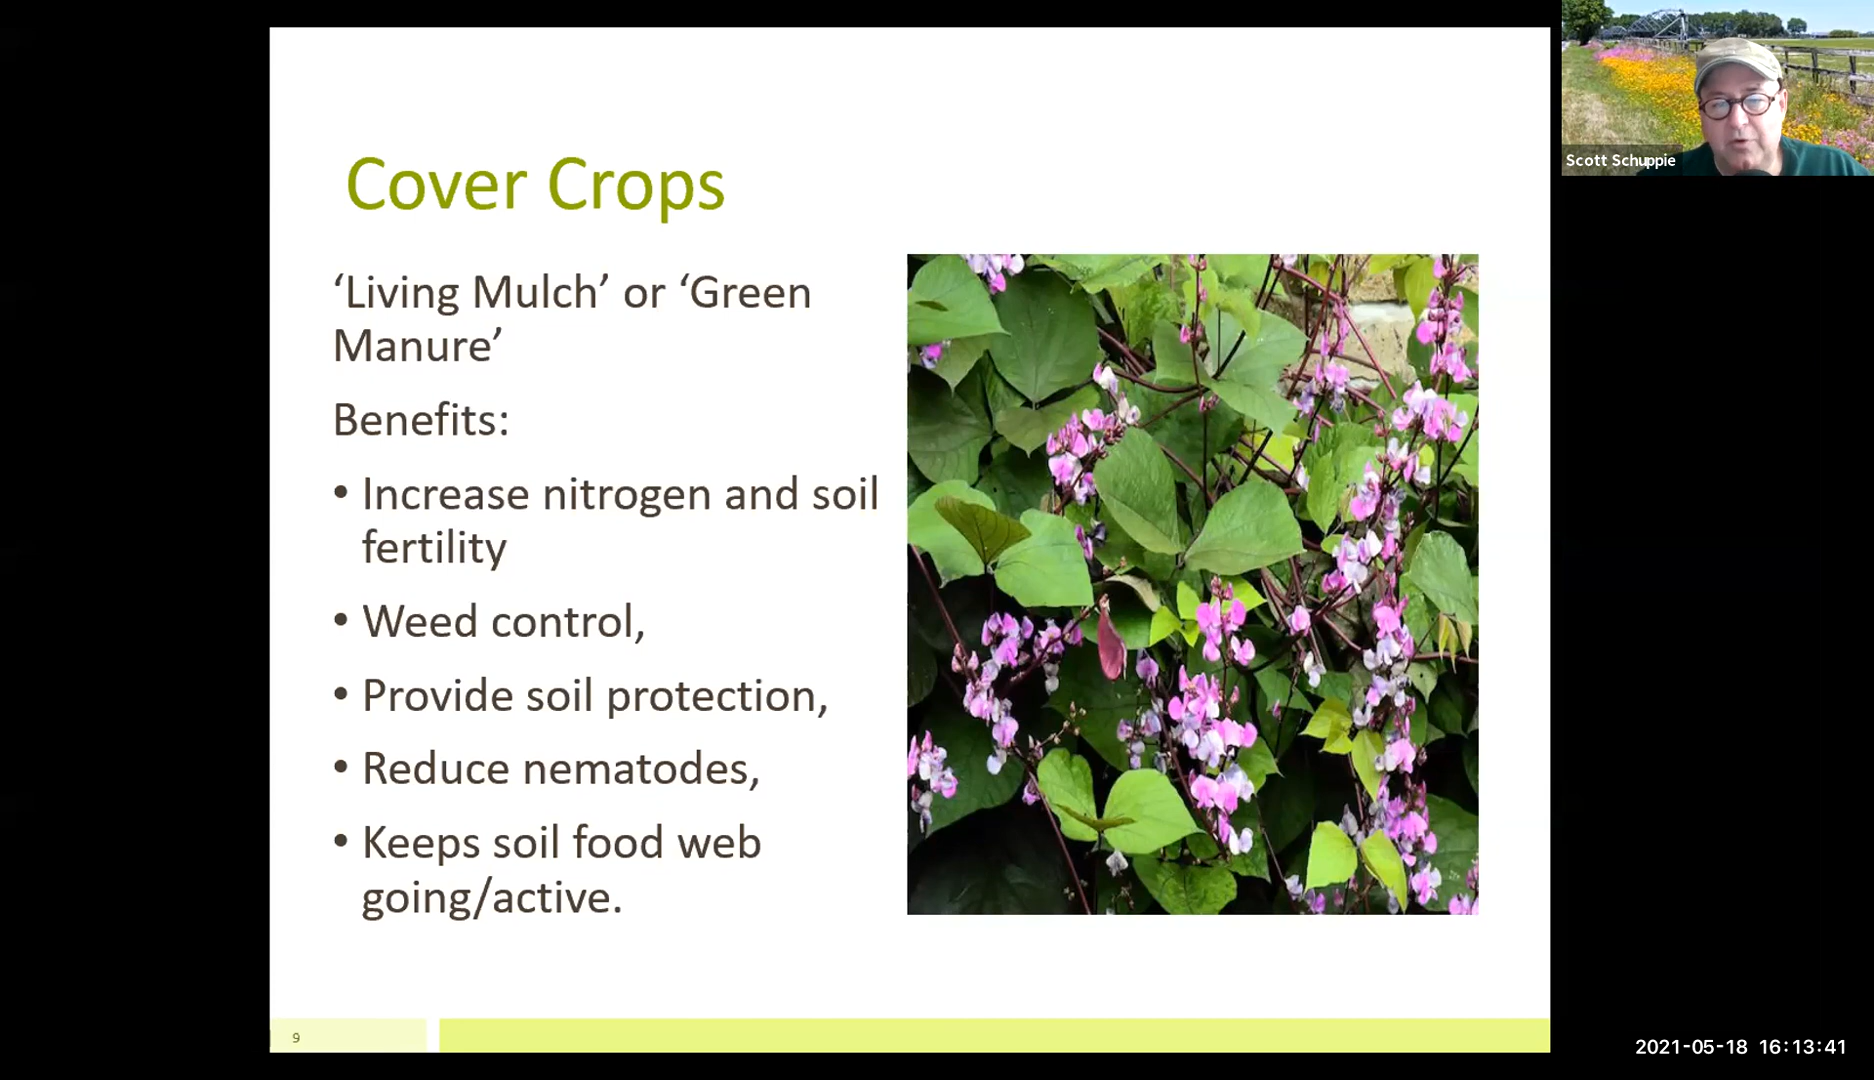 Cover Crops
‘Living Mulch’ or ‘Green
Manure’
Benefits:
• Increase nitrogen and soil
fertility
• Weed control,
• Provide soil protection,
• Reduce nematodes,
• Keeps soil food web
going/active.
9
Scott Schuppie
2021-05-18 16:13:41